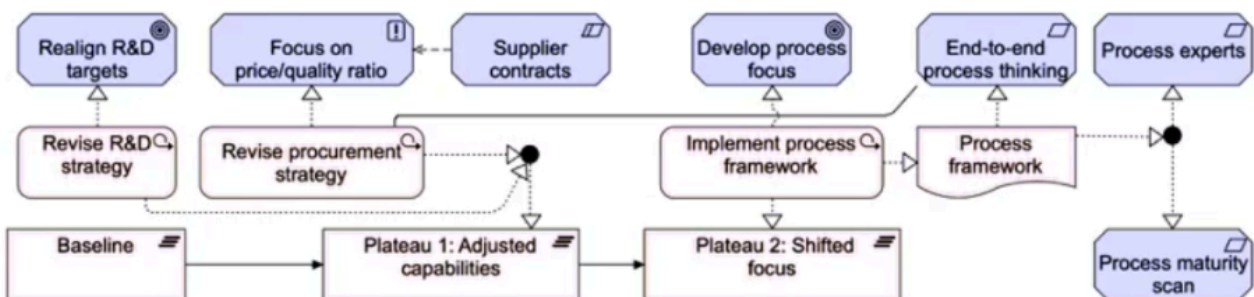 Realign R&D
targets
Focus on
price/quality ratio
Supplier
contracts
Develop process
focus
End-to-end
process thinking
Process experts
Revise R&D
strategy
Revise procurement
strategy
Implement process
framework
Process
framework
Baseline
Plateau 1: Adjusted
capabilities
Plateau 2: Shifted
focus
Process maturity
scan